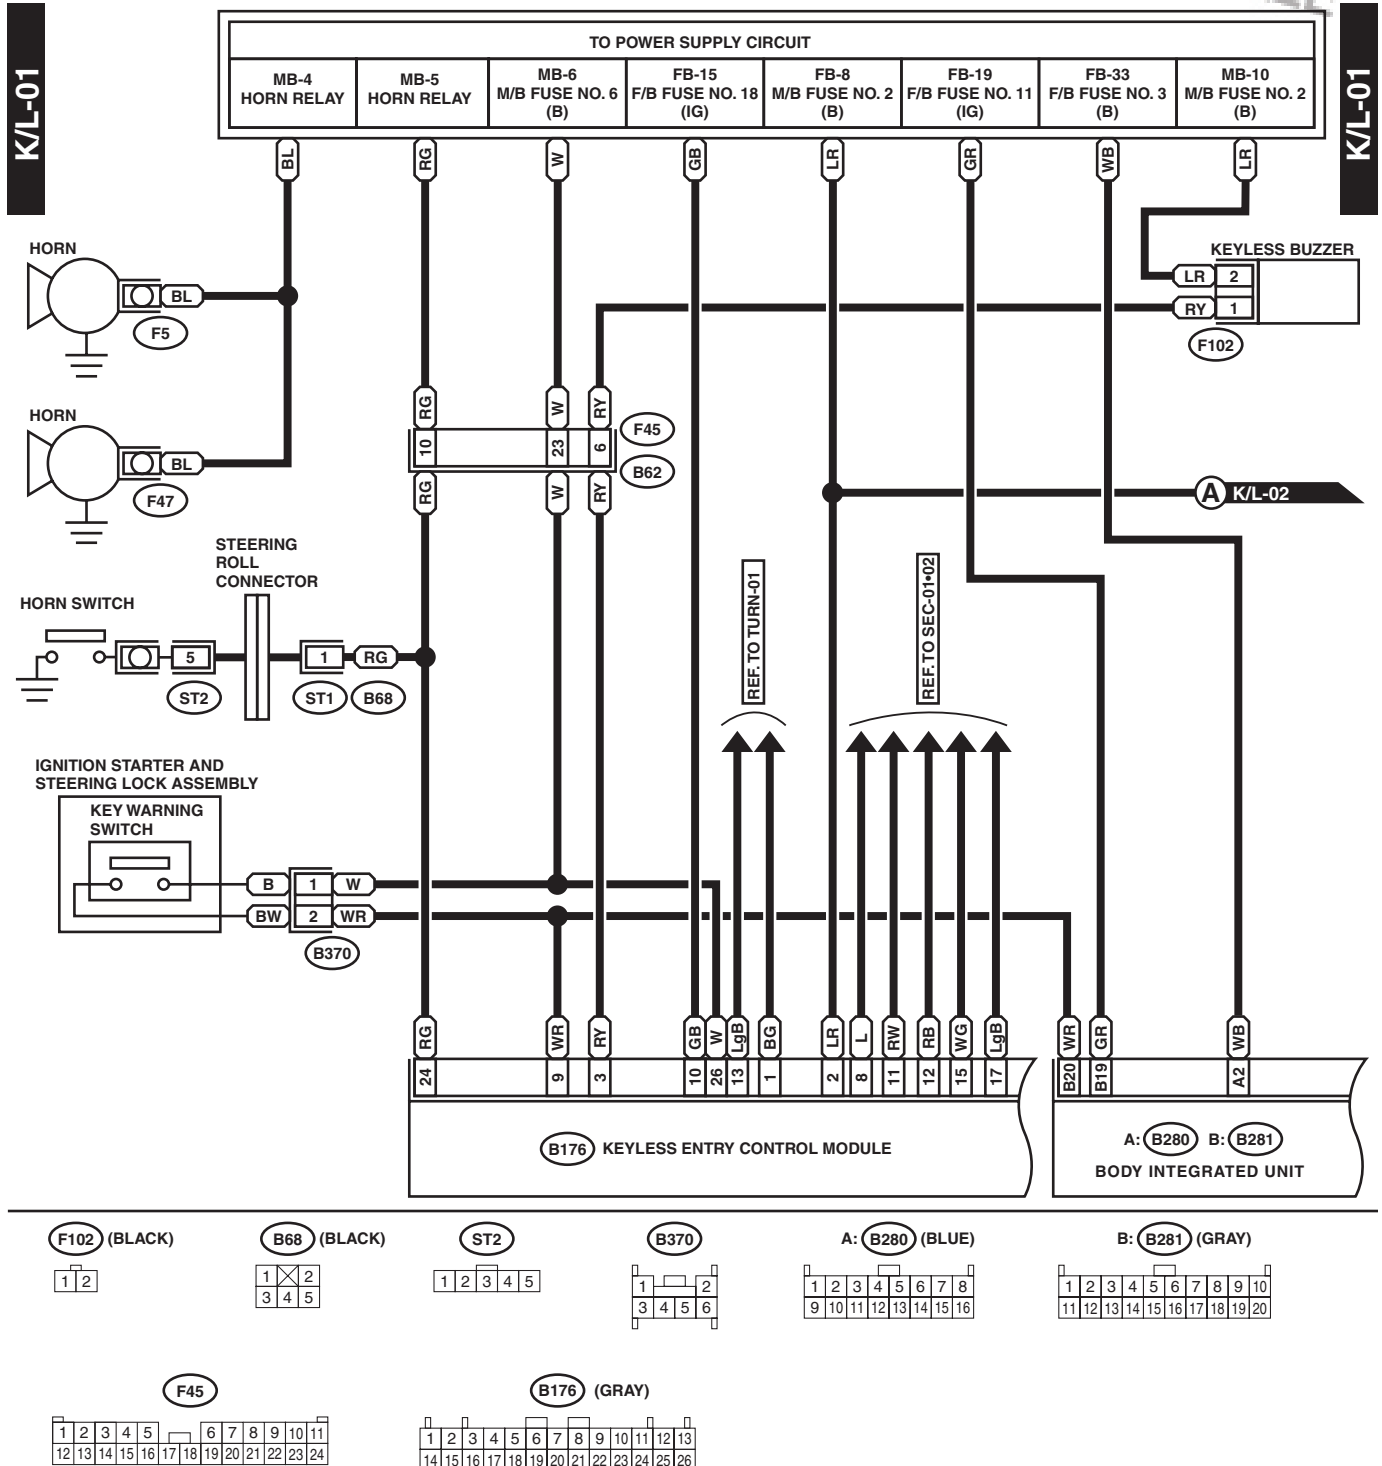 K/L-01
K/L-01
TO POWER SUPPLY CIRCUIT
MB-4
HORN RELAY
MB-5
HORN RELAY
MB-6
M/B FUSE NO. 6
(B)
FB-15
F/B FUSE NO. 18
(IG)
FB-8
M/B FUSE NO. 2
(B)
FB-19
F/B FUSE NO. 11
(IG)
FB-33
F/B FUSE NO. 3
(B)
MB-10
M/B FUSE NO. 2
(B)
BL RG W GB LR GR WB LR
HORN
BL
F5
KEYLESS BUZZER
LR 2
RY 1
F102
HORN
BL
F47
RG W RY
10 23 6
F45
B62
RG W RY
A K/L-02
STEERING
ROLL
CONNECTOR
HORN SWITCH
5 1 RG
ST2 ST1 B68
REF. TO TURN-01
REF. TO SEC-01•02
IGNITION STARTER AND
STEERING LOCK ASSEMBLY
KEY WARNING
SWITCH
B 1 W
BW 2 WR
B370
RG WR RY GB W LgB BG LR L RW RB WG LgB WR GR WB
24 9 3 10 26 13 1 2 8 11 12 15 17 B20 B19 A2
B176 KEYLESS ENTRY CONTROL MODULE
A: B280 B: B281
BODY INTEGRATED UNIT
F102 (BLACK)
1 2
B68 (BLACK)
1 2
3 4 5
ST2
1 2 3 4 5
B370
1 2
3 4 5 6
A: B280 (BLUE)
1 2 3 4 5 6 7 8
9 10 11 12 13 14 15 16
B: B281 (GRAY)
1 2 3 4 5 6 7 8 9 10
11 12 13 14 15 16 17 18 19 20
F45
1 2 3 4 5 6 7 8 9 10 11
12 13 14 15 16 17 18 19 20 21 22 23 24
B176 (GRAY)
1 2 3 4 5 6 7 8 9 10 11 12 13
14 15 16 17 18 19 20 21 22 23 24 25 26